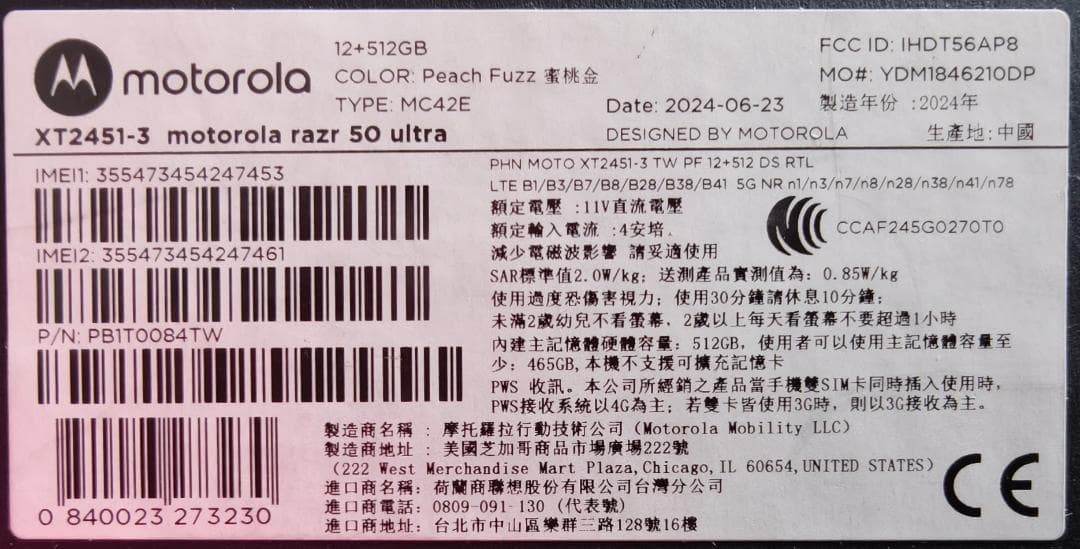 motorola
12+512GB
COLOR: Peach Fuzz 蜜桃金
TYPE: MC42E
Date: 2024-06-23
FCC ID: IHDT56AP8
MO#: YDM1846210DP
製造年份 :2024年
XT2451-3 motorola razr 50 ultra
DESIGNED BY MOTOROLA
生產地:中國
IMEI1: 355473454247453
IMEI2: 355473454247461
P/N: PB1T0084TW
0 840023 273230
PHN MOTO XT2451-3 TW PF 12+512 DS RTL
LTE B1/B3/B7/B8/B28/B38/B41 5G NR n1/n3/n7/n8/n28/n38/n41/n78
額定電壓 :11V直流電壓
額定輸入電流 :4安培.
減少電磁波影響 請妥適使用
CCAF245G0270T0
SAR標準值2.0W/kg; 送測產品實測值為: 0.85W/kg
使用過度恐傷害視力; 使用30分鐘請休息10分鐘;
未滿2歲幼兒不看螢幕, 2歲以上每天看螢幕不要超過1小時
內建主記憶體硬體容量: 512GB, 使用者可以使用主記憶體容量至
少: 465GB,本機不支援可擴充記憶卡
PWS 收訊。本公司所經銷之產品當手機雙SIM卡同時插入使用時,
PWS接收系統以4G為主; 若雙卡皆使用3G時, 則以3G接收為主。
製造商名稱 : 摩托羅拉行動技術公司 (Motorola Mobility LLC)
製造商地址 : 美國芝加哥商品市場廣場222號
(222 West Merchandise Mart Plaza,Chicago,IL 60654,UNITED STATES)
進口商名稱: 荷蘭商聯想股份有限公司台灣分公司
進口商電話: 0809-091-130 (代表號)
進口商地址: 台北市中山區樂群三路128號16樓
CE